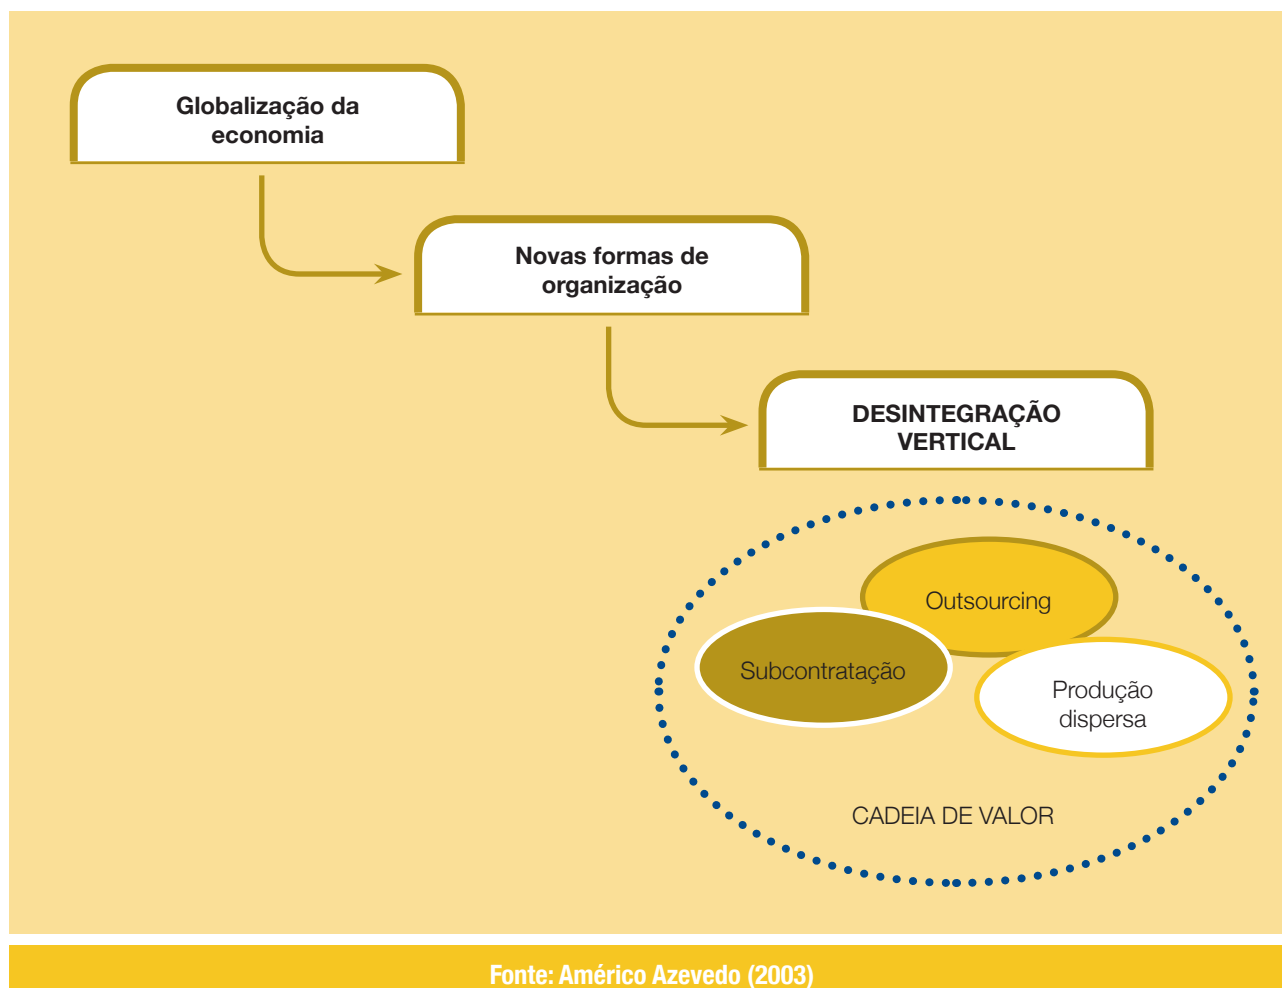 Globalização da
economia
Novas formas de
organização
DESINTEGRAÇÃO
VERTICAL
Outsourcing
Subcontratação
Produção
dispersa
CADEIA DE VALOR
Fonte: Américo Azevedo (2003)